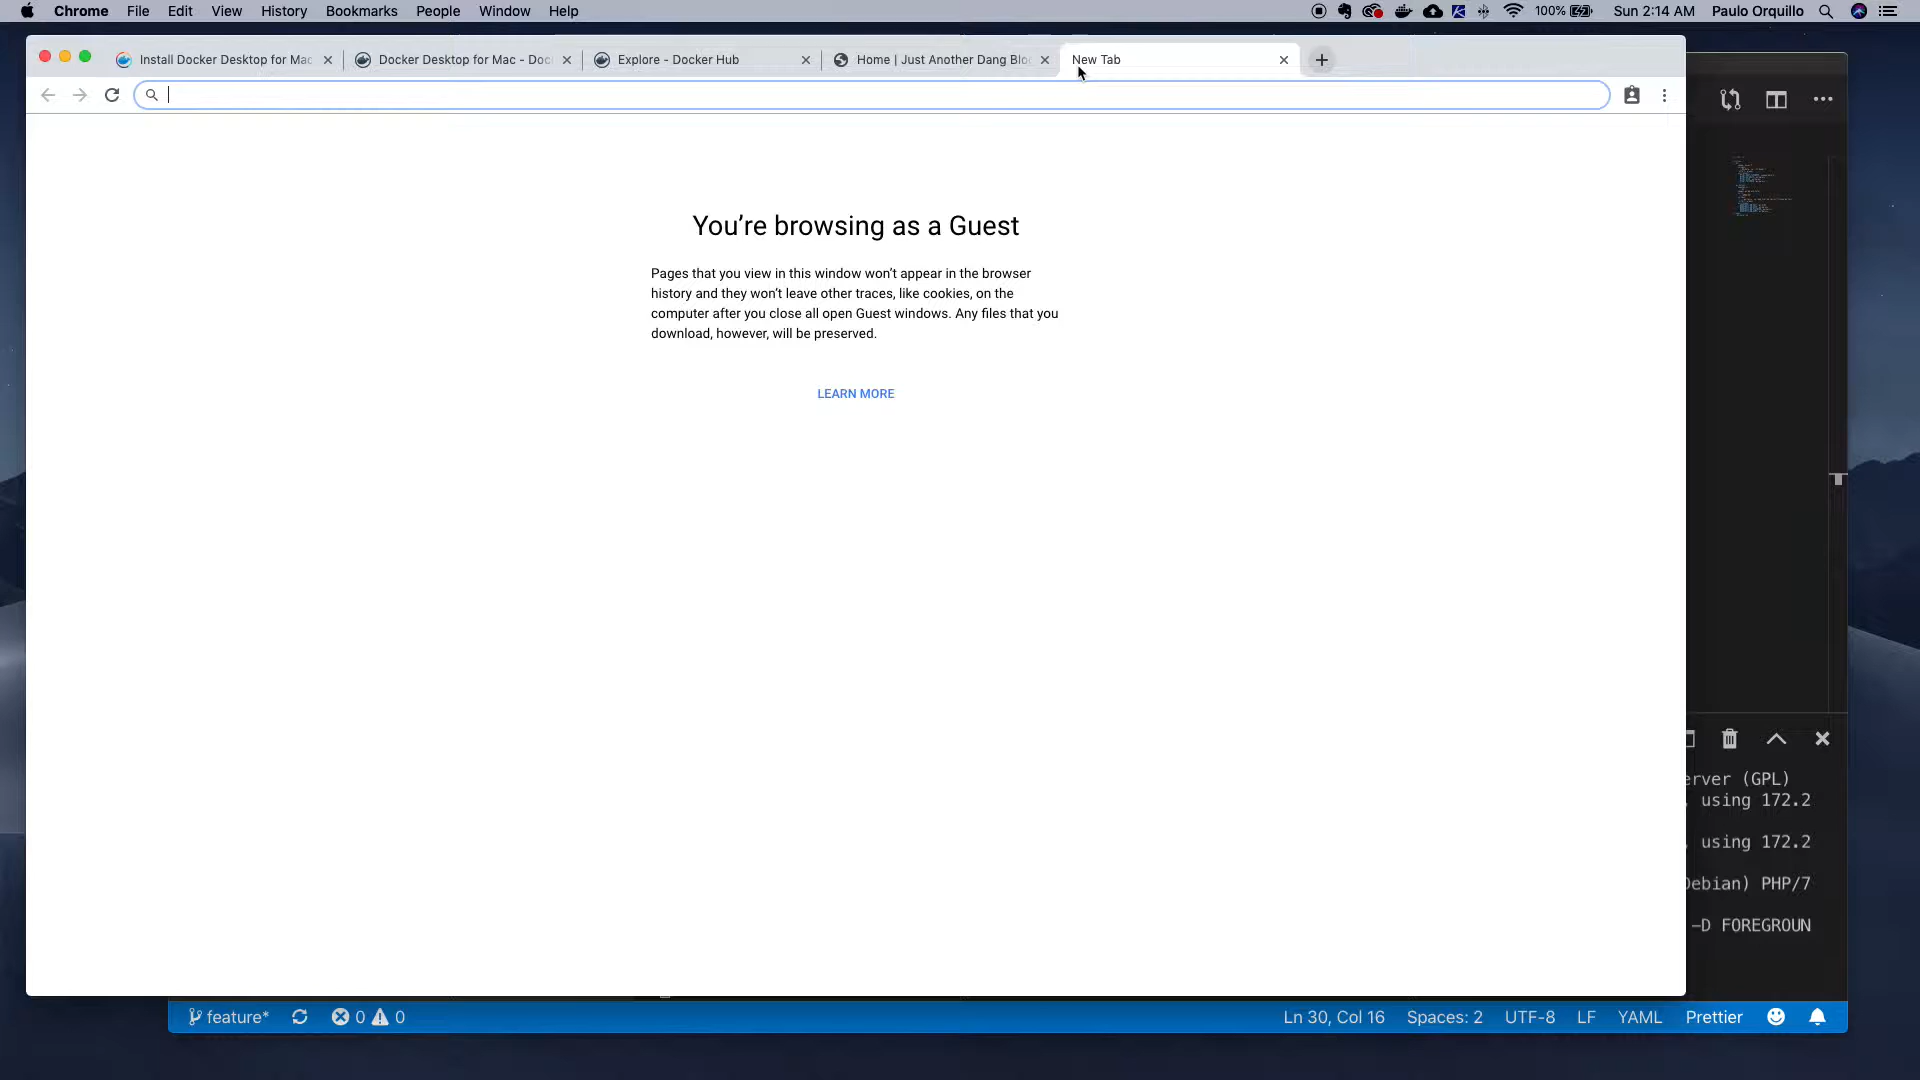 Chrome File Edit View History Bookmarks People Window Help 100% Sun 2:14 AM Paulo Orquillo
Install Docker Desktop for Mac Docker Desktop for Mac - Doc Explore - Docker Hub Home | Just Another Dang Blo New Tab
You're browsing as a Guest
Pages that you view in this window won't appear in the browser
history and they won't leave other traces, like cookies, on the
computer after you close all open Guest windows. Any files that you
download, however, will be preserved.
LEARN MORE
erver (GPL)
, using 172.2
, using 172.2
Debian) PHP/7
-D FOREGROUN
feature* 0 0 Ln 30, Col 16 Spaces: 2 UTF-8 LF YAML Prettier